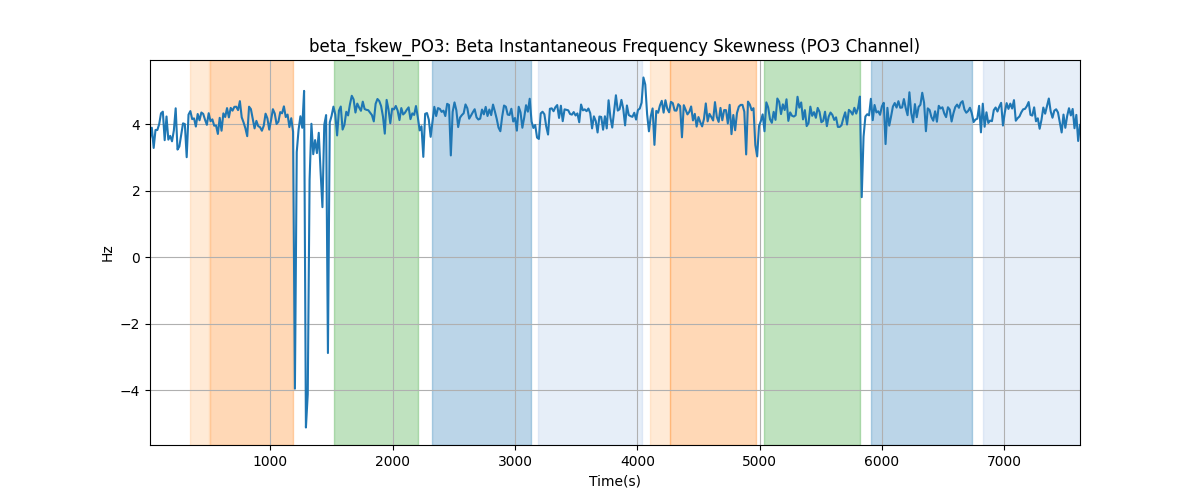 beta_fskew_PO3: Beta Instantaneous Frequency Skewness (PO3 Channel)
Hz
4
2
0
−2
−4
1000 2000 3000 4000 5000 6000 7000
Time(s)